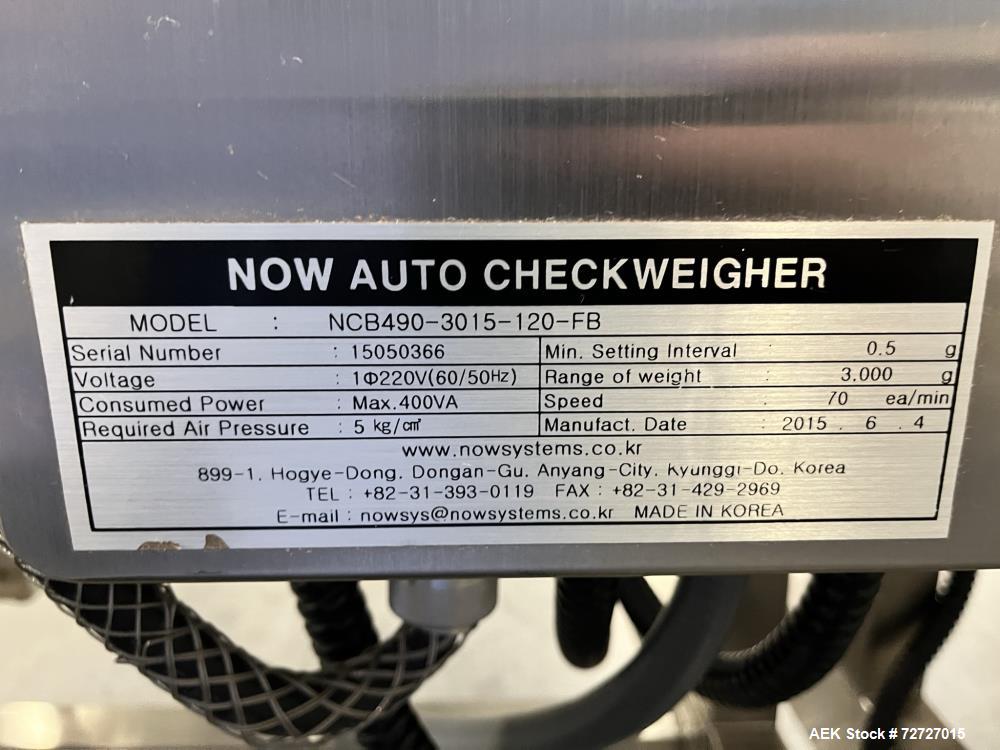 NOW AUTO CHECKWEIGHER
MODEL : NCB490-3015-120-FB
Serial Number : 15050366 Min. Setting Interval : 0.5 g
Voltage : 1Φ220V(60/50Hz) Range of weight : 3.000 g
Consumed Power : Max.400VA Speed : 70 ea/min
Required Air Pressure : 5 kg/㎠ Manufact. Date : 2015 . 6 . 4
www.nowsystems.co.kr
899-1. Hogye-Dong. Dongan-Gu. Anyang-City. Kyunggi-Do. Korea
TEL : +82-31-393-0119 FAX : +82-31-429-2969
E-mail : nowsys@nowsystems.co.kr MADE IN KOREA
AEK Stock # 72727015